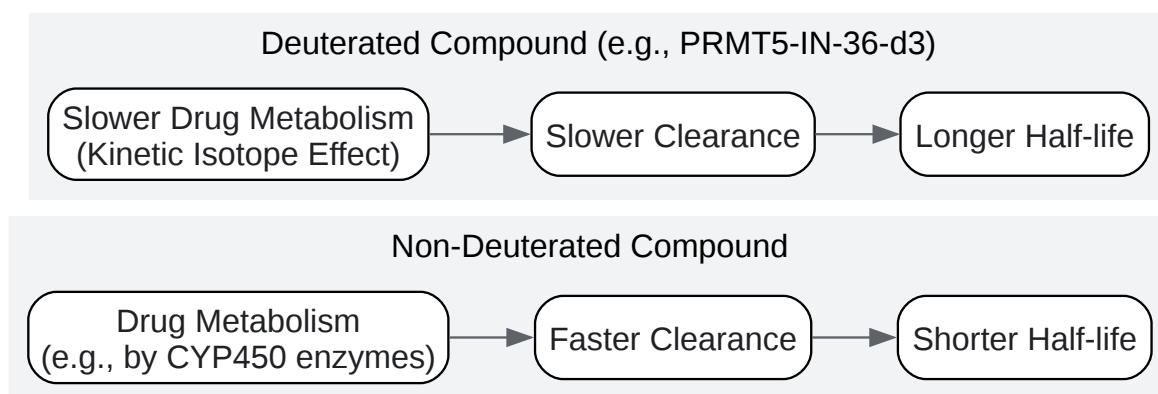 Deuterated Compound (e.g., PRMT5-IN-36-d3)
Slower Drug Metabolism
(Kinetic Isotope Effect)
Slower Clearance
Longer Half-life
Non-Deuterated Compound
Drug Metabolism
(e.g., by CYP450 enzymes)
Faster Clearance
Shorter Half-life